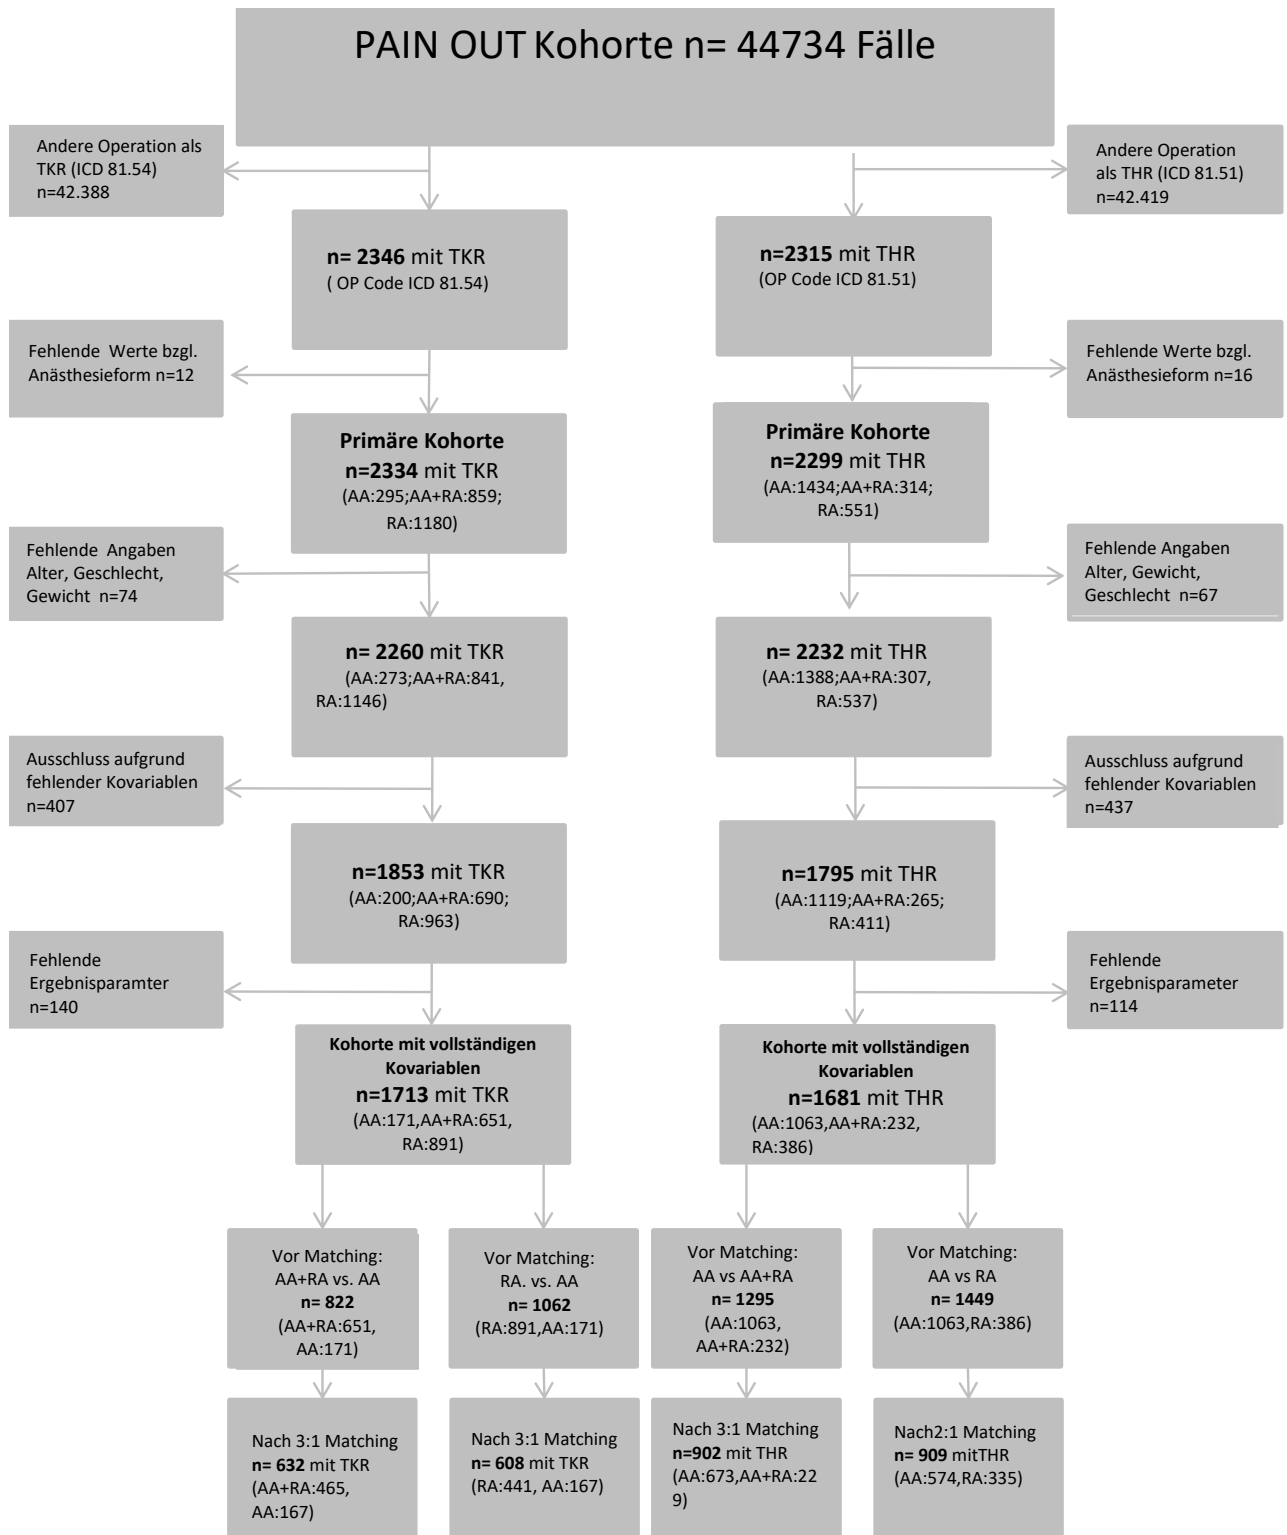 PAIN OUT Kohorte n= 44734 Fälle
Andere Operation als
TKR (ICD 81.54)
n=42.388
Andere Operation
als THR (ICD 81.51)
n=42.419
n= 2346 mit TKR
( OP Code ICD 81.54)
n=2315 mit THR
(OP Code ICD 81.51)
Fehlende Werte bzgl.
Anästhesieform n=12
Fehlende Werte bzgl.
Anästhesieform n=16
Primäre Kohorte
n=2334 mit TKR
(AA:295;AA+RA:859;
RA:1180)
Primäre Kohorte
n=2299 mit THR
(AA:1434;AA+RA:314;
RA:551)
Fehlende Angaben
Alter, Geschlecht,
Gewicht n=74
Fehlende Angaben
Alter, Gewicht,
Geschlecht n=67
n= 2260 mit TKR
(AA:273;AA+RA:841,
RA:1146)
n= 2232 mit THR
(AA:1388;AA+RA:307,
RA:537)
Ausschluss aufgrund
fehlender Kovariablen
n=407
Ausschluss aufgrund
fehlender Kovariablen
n=437
n=1853 mit TKR
(AA:200;AA+RA:690;
RA:963)
n=1795 mit THR
(AA:1119;AA+RA:265;
RA:411)
Fehlende
Ergebnisparamter
n=140
Fehlende
Ergebnisparameter
n=114
Kohorte mit vollständigen
Kovariablen
n=1713 mit TKR
(AA:171,AA+RA:651,
RA:891)
Kohorte mit vollständigen
Kovariablen
n=1681 mit THR
(AA:1063,AA+RA:232,
RA:386)
Vor Matching:
AA+RA vs. AA
n= 822
(AA+RA:651,
AA:171)
Vor Matching:
RA. vs. AA
n= 1062
(RA:891,AA:171)
Vor Matching:
AA vs AA+RA
n= 1295
(AA:1063,
AA+RA:232)
Vor Matching:
AA vs RA
n= 1449
(AA:1063,RA:386)
Nach 3:1 Matching
n= 632 mit TKR
(AA+RA:465,
AA:167)
Nach 3:1 Matching
n= 608 mit TKR
(RA:441, AA:167)
Nach 3:1 Matching
n=902 mit THR
(AA:673,AA+RA:22
9)
Nach2:1 Matching
n= 909 mitTHR
(AA:574,RA:335)